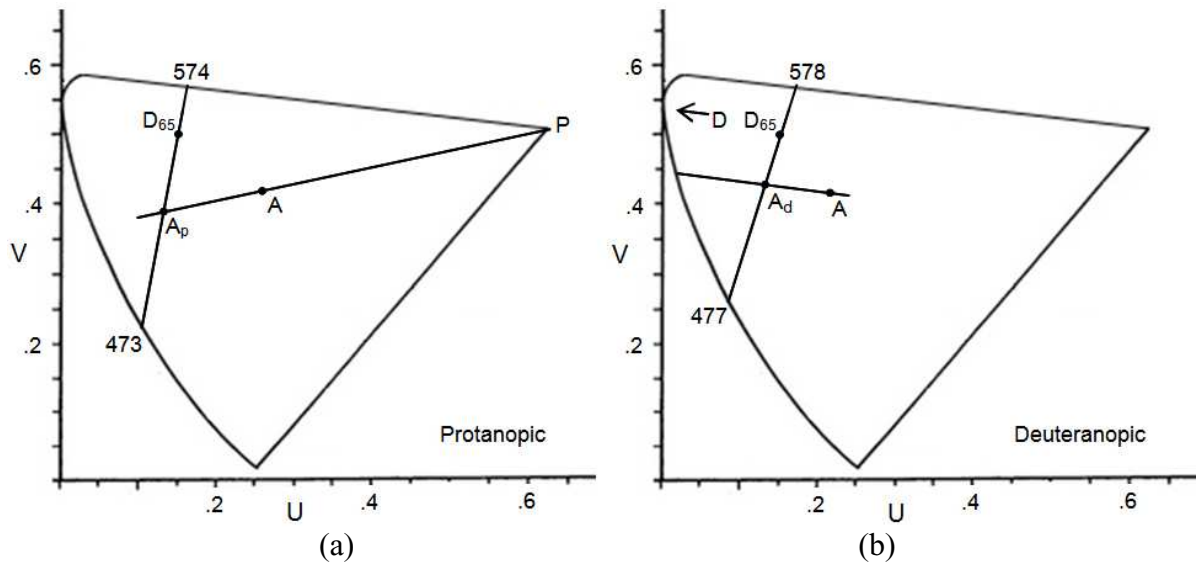 .6
574
D65
P
A
.4
Ap
V
.2
473
Protanopic
.2
.4
.6
U
(a)
.6
578
D
D65
.4
Ad
A
V
477
.2
Deuteranopic
.2
.4
.6
U
(b)